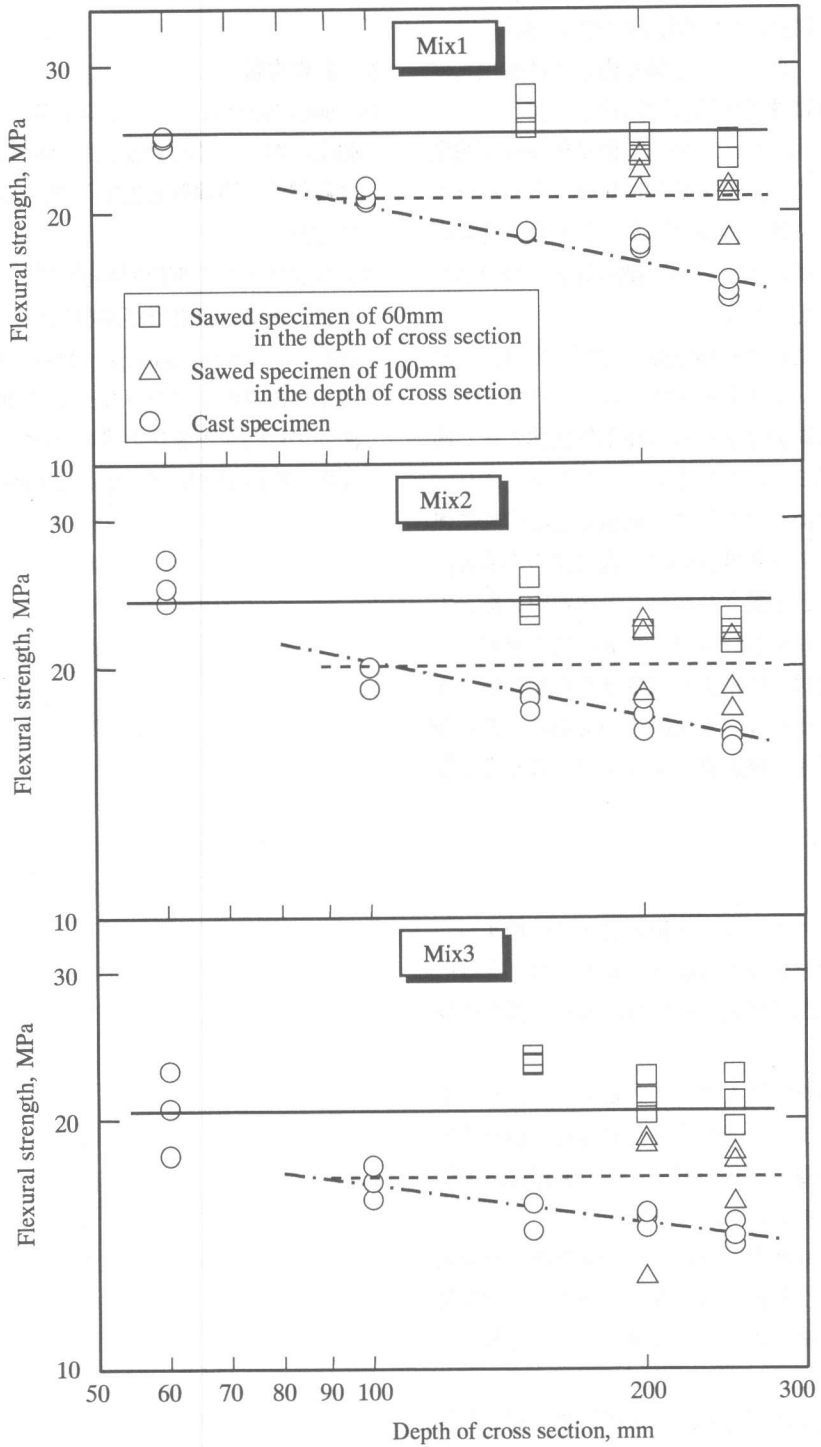 Mix1
30
20
10
Flexural strength, MPa
Sawed specimen of 60mm
in the depth of cross section
Sawed specimen of 100mm
in the depth of cross section
Cast specimen
Mix2
30
20
10
Flexural strength, MPa
Mix3
30
20
10
Flexural strength, MPa
50 60 70 80 90 100 200 300
Depth of cross section, mm